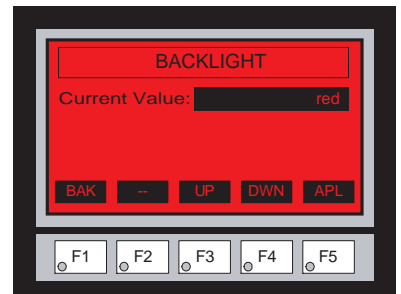 BACKLIGHT
Current Value: red
BAK -- UP DWN APL
F1 F2 F3 F4 F5